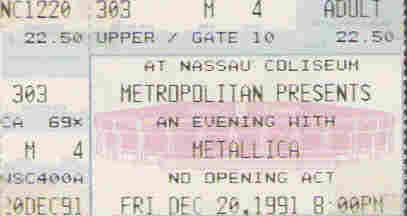 NC1220 303 M 4 ADULT
22.50 UPPER / GATE 10 22.50
AT NASSAU COLISEUM
303 METROPOLITAN PRESENTS
CA 69× AN EVENING WITH
M 4 METALLICA
NSC400A NO OPENING ACT
20DEC91 FRI DEC 20,1991 8:00PM